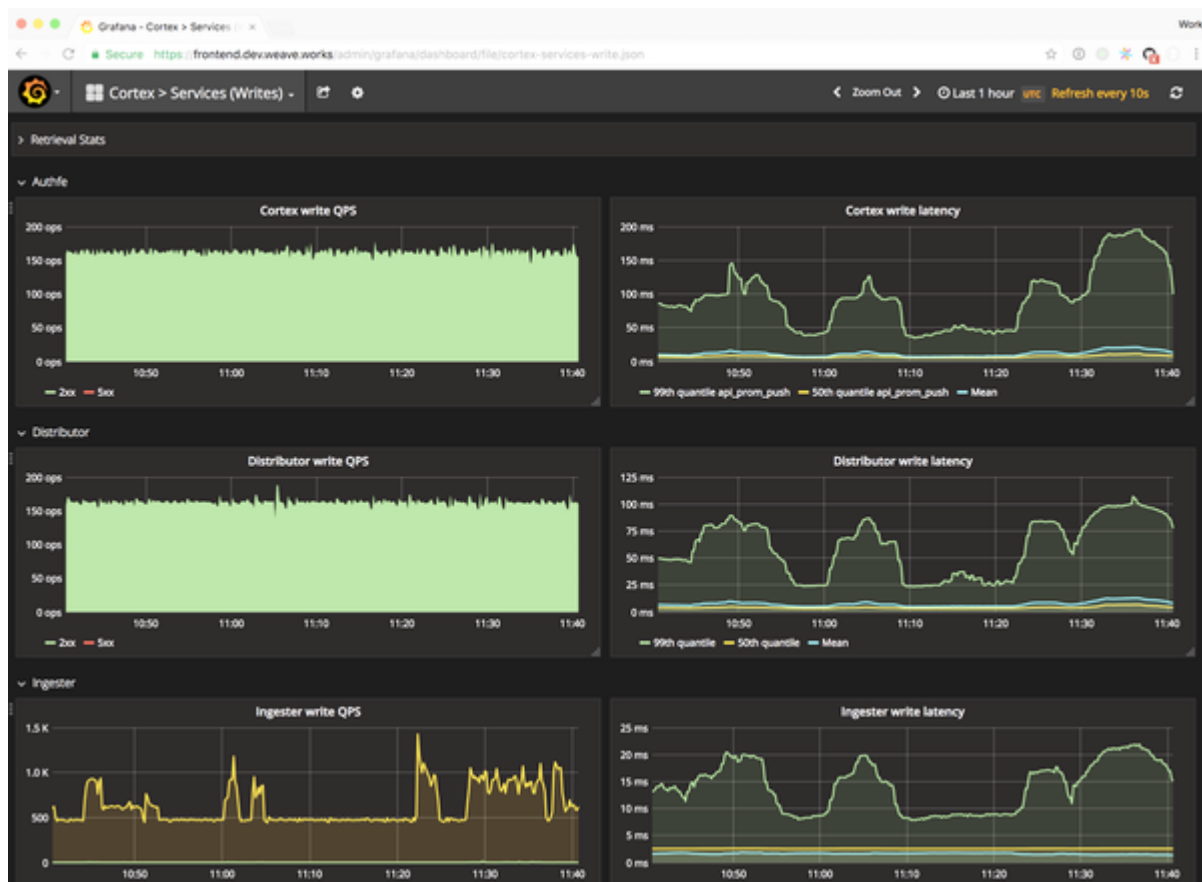 Grafana - Cortex > Services (
Work
Secure https://frontend.dev.weave.works/admin/grafana/dashboard/file/cortex-services-write.json
Cortex > Services (Writes)
Zoom Out
Last 1 hour UTC Refresh every 10s
Retrieval Stats
Authfe
Cortex write QPS
200 ops
150 ops
100 ops
50 ops
0 ops
10:50 11:00 11:10 11:20 11:30 11:40
2xx 5xx
Cortex write latency
200 ms
150 ms
100 ms
50 ms
0 ms
10:50 11:00 11:10 11:20 11:30 11:40
99th quantile api_prom_push 50th quantile api_prom_push Mean
Distributor
Distributor write QPS
200 ops
150 ops
100 ops
50 ops
0 ops
10:50 11:00 11:10 11:20 11:30 11:40
2xx 5xx
Distributor write latency
125 ms
100 ms
75 ms
50 ms
25 ms
0 ms
10:50 11:00 11:10 11:20 11:30 11:40
99th quantile 50th quantile Mean
Ingester
Ingester write QPS
1.5 K
1.0 K
500
0
10:50 11:00 11:10 11:20 11:30 11:40
Ingester write latency
25 ms
20 ms
15 ms
10 ms
5 ms
0 ms
10:50 11:00 11:10 11:20 11:30 11:40